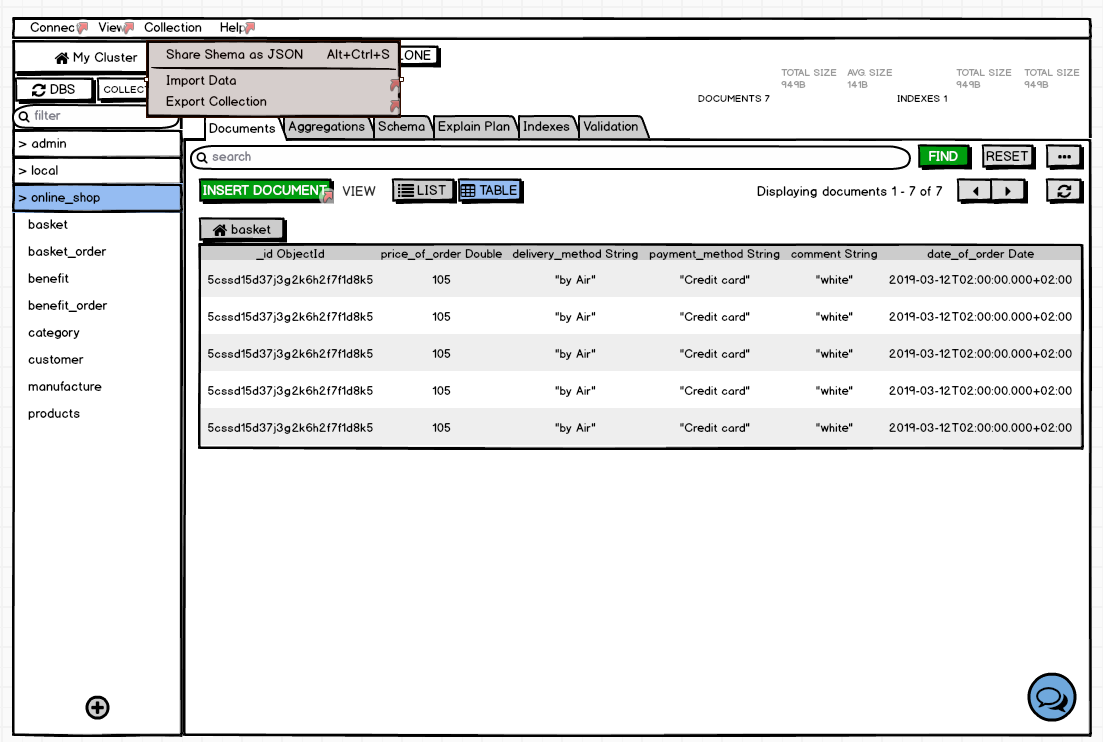 Connec View Collection Help
My Cluster
Share Shema as JSON Alt+Ctrl+S
Import Data
Export Collection
LONE
DOCUMENTS 7
TOTAL SIZE AVG. SIZE
949B 141B
INDEXES 1
TOTAL SIZE TOTAL SIZE
949B 949B
DBS COLLEC
filter
> admin
> local
> online_shop
basket
basket_order
benefit
benefit_order
category
customer
manufacture
products
Documents Aggregations Schema Explain Plan Indexes Validation
search FIND RESET
INSERT DOCUMENT VIEW LIST TABLE Displaying documents 1 - 7 of 7
basket
_id ObjectId price_of_order Double delivery_method String payment_method String comment String date_of_order Date
5cssd15d37j3g2k6h2f7f1d8k5 105 "by Air" "Credit card" "white" 2019-03-12T02:00:00.000+02:00
5cssd15d37j3g2k6h2f7f1d8k5 105 "by Air" "Credit card" "white" 2019-03-12T02:00:00.000+02:00
5cssd15d37j3g2k6h2f7f1d8k5 105 "by Air" "Credit card" "white" 2019-03-12T02:00:00.000+02:00
5cssd15d37j3g2k6h2f7f1d8k5 105 "by Air" "Credit card" "white" 2019-03-12T02:00:00.000+02:00
5cssd15d37j3g2k6h2f7f1d8k5 105 "by Air" "Credit card" "white" 2019-03-12T02:00:00.000+02:00